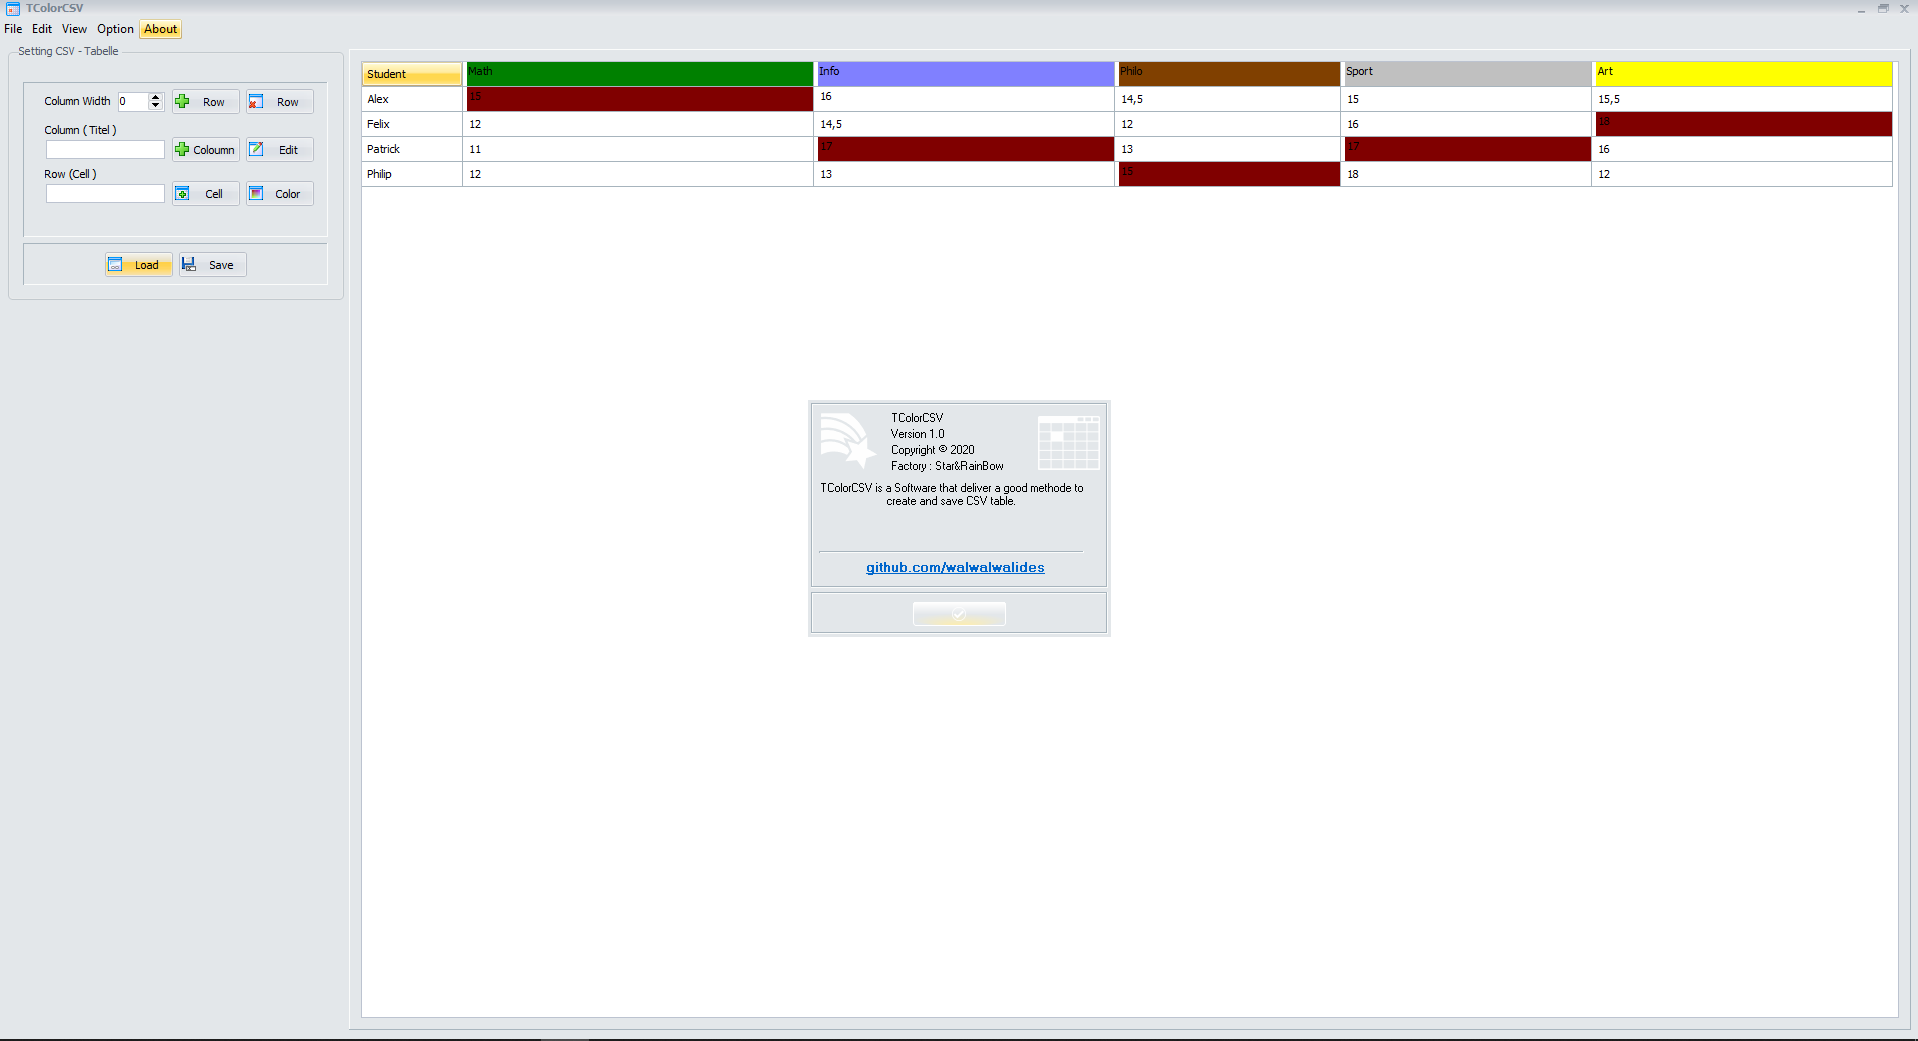 TColorCSV
File Edit View Option About
Setting CSV - Tabelle
Column Width 0 Row Row
Column ( Titel )
Coloumn Edit
Row (Cell )
Cell Color
Load Save
Student Math Info Philo Sport Art
Alex 15 16 14,5 15 15,5
Felix 12 14,5 12 16 18
Patrick 11 17 13 17 16
Philip 12 13 15 18 12
TColorCSV
Version 1.0
Copyright © 2020
Factory : Star&RainBow
TColorCSV is a Software that deliver a good methode to
create and save CSV table.
github.com/walwalwalides